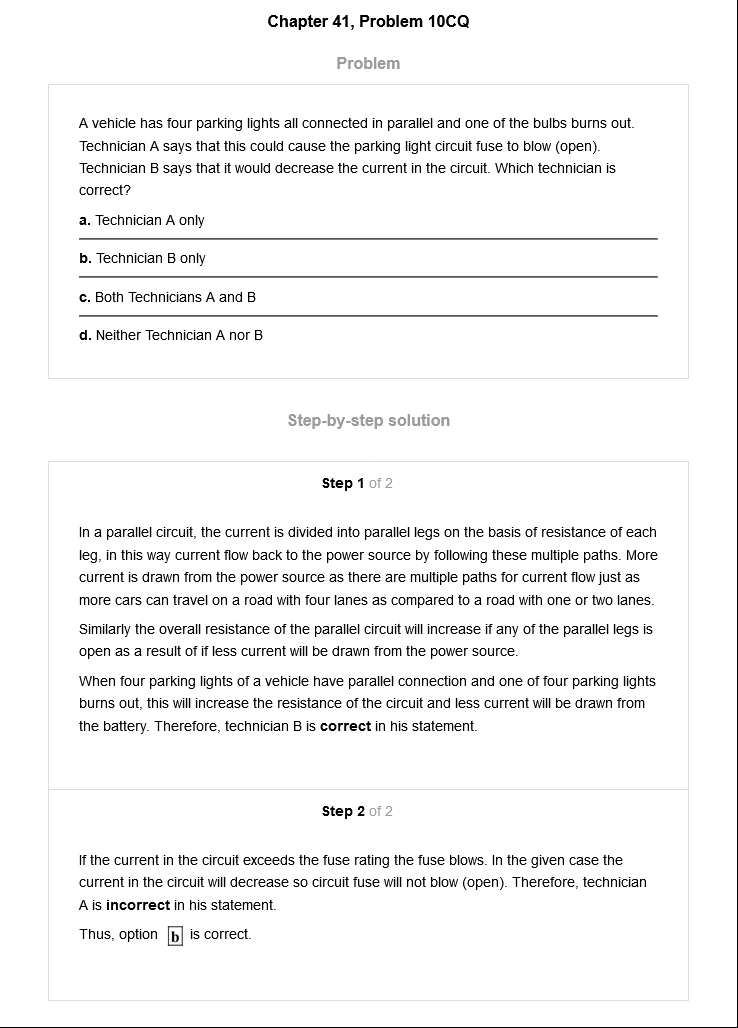 Chapter 41, Problem 10CQ
Problem
A vehicle has four parking lights all connected in parallel and one of the bulbs burns out.
Technician A says that this could cause the parking light circuit fuse to blow (open).
Technician B says that it would decrease the current in the circuit. Which technician is
correct?
a. Technician A only
b. Technician B only
c. Both Technicians A and B
d. Neither Technician A nor B
Step-by-step solution
Step 1 of 2
In a parallel circuit, the current is divided into parallel legs on the basis of resistance of each
leg, in this way current flow back to the power source by following these multiple paths. More
current is drawn from the power source as there are multiple paths for current flow just as
more cars can travel on a road with four lanes as compared to a road with one or two lanes.
Similarly the overall resistance of the parallel circuit will increase if any of the parallel legs is
open as a result of if less current will be drawn from the power source.
When four parking lights of a vehicle have parallel connection and one of four parking lights
burns out, this will increase the resistance of the circuit and less current will be drawn from
the battery. Therefore, technician B is correct in his statement.
Step 2 of 2
If the current in the circuit exceeds the fuse rating the fuse blows. In the given case the
current in the circuit will decrease so circuit fuse will not blow (open). Therefore, technician
A is incorrect in his statement.
Thus, option b is correct.